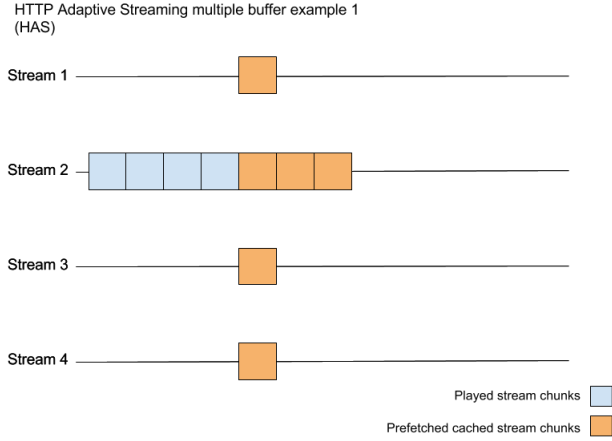 HTTP Adaptive Streaming multiple buffer example 1
(HAS)
Stream 1
Stream 2
Stream 3
Stream 4
Played stream chunks
Prefetched cached stream chunks